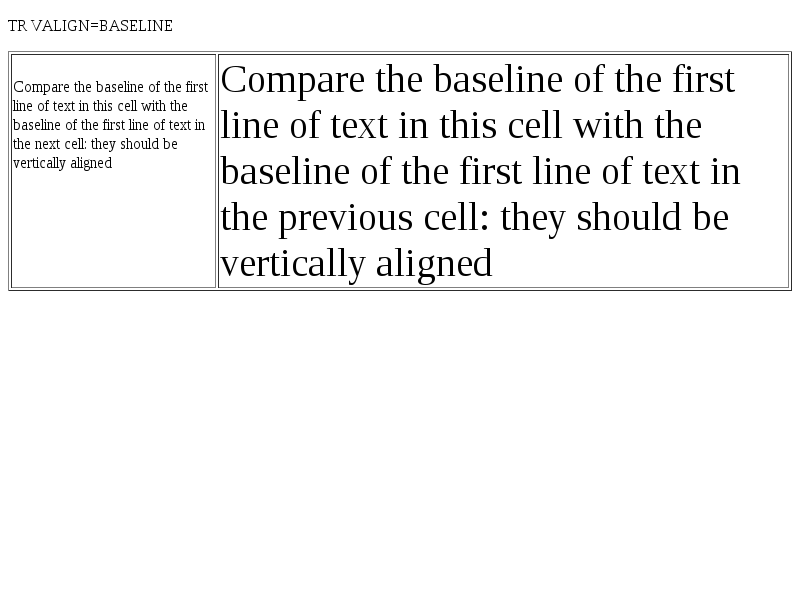 TR VALIGN=BASELINE
Compare the baseline of the first
line of text in this cell with the
baseline of the first line of text in
the next cell: they should be
vertically aligned
Compare the baseline of the first
line of text in this cell with the
baseline of the first line of text in
the previous cell: they should be
vertically aligned